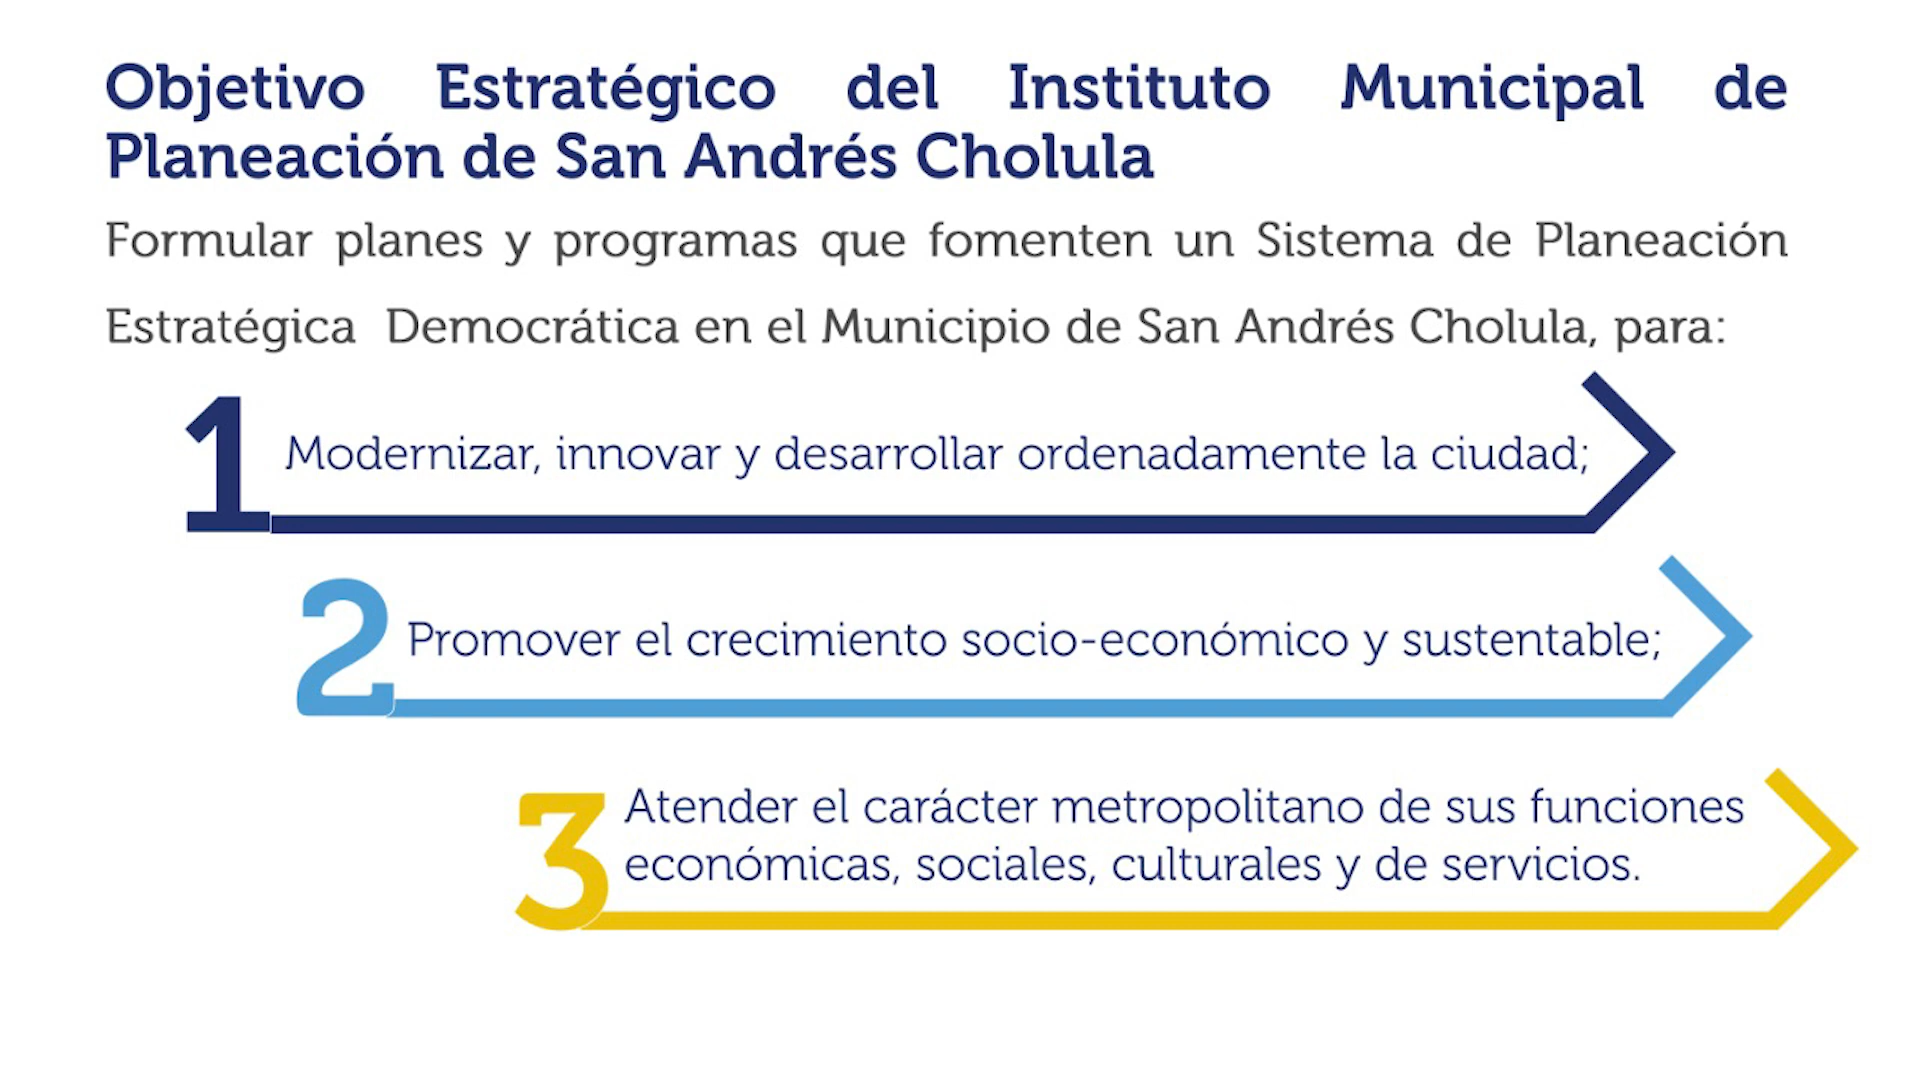 Objetivo Estratégico del Instituto Municipal de
Planeación de San Andrés Cholula
Formular planes y programas que fomenten un Sistema de Planeación
Estratégica Democrática en el Municipio de San Andrés Cholula, para:
1 Modernizar, innovar y desarrollar ordenadamente la ciudad;
2 Promover el crecimiento socio-económico y sustentable;
3 Atender el carácter metropolitano de sus funciones
económicas, sociales, culturales y de servicios.